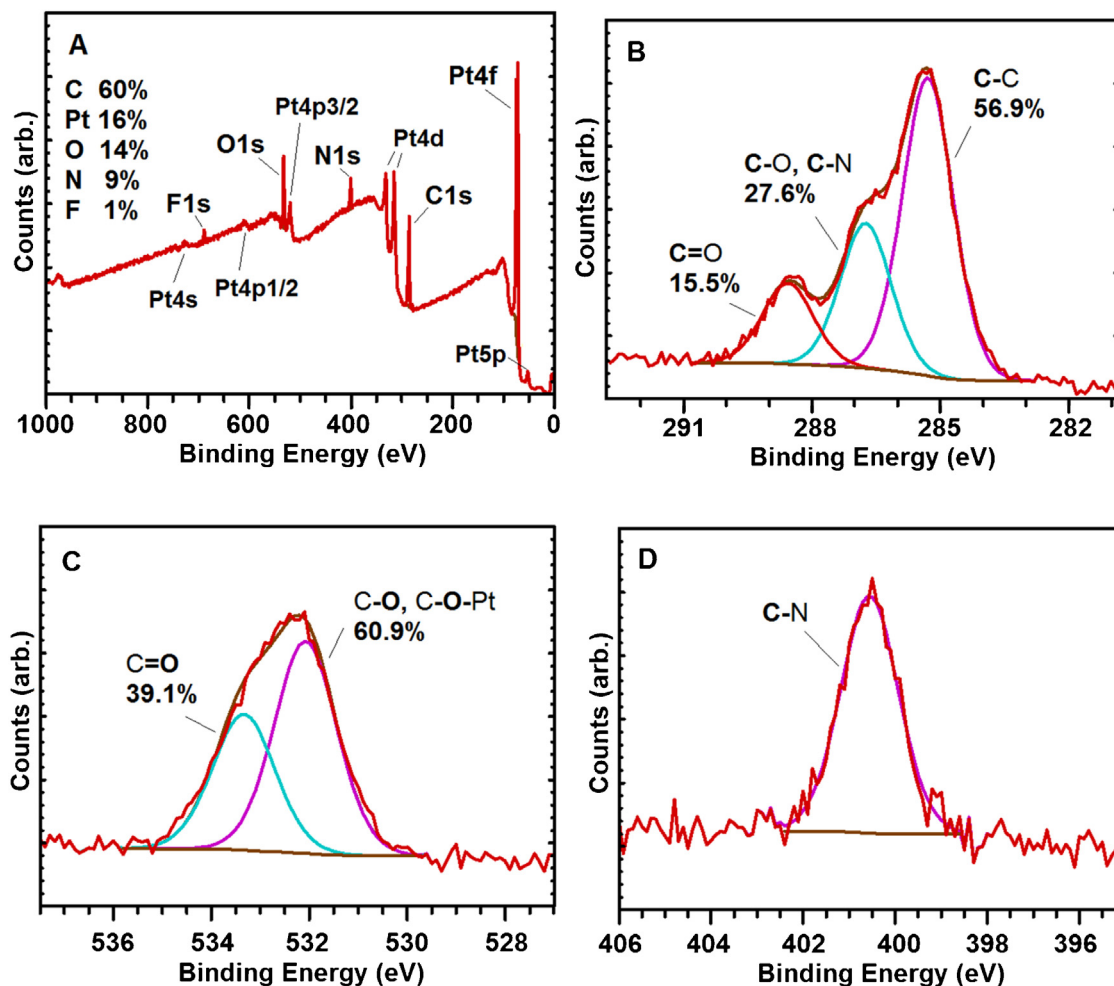 A
C 60%
Pt 16%
O 14%
N 9%
F 1%
F1s
Pt4s
Pt4p1/2
O1s
Pt4p3/2
N1s
Pt4d
C1s
Pt4f
Pt5p
Counts (arb.)
1000 800 600 400 200 0
Binding Energy (eV)
B
C-C
56.9%
C-O, C-N
27.6%
C=O
15.5%
Counts (arb.)
291 288 285 282
Binding Energy (eV)
C
C-O, C-O-Pt
60.9%
C=O
39.1%
Counts (arb.)
536 534 532 530 528
Binding Energy (eV)
D
C-N
Counts (arb.)
406 404 402 400 398 396
Binding Energy (eV)